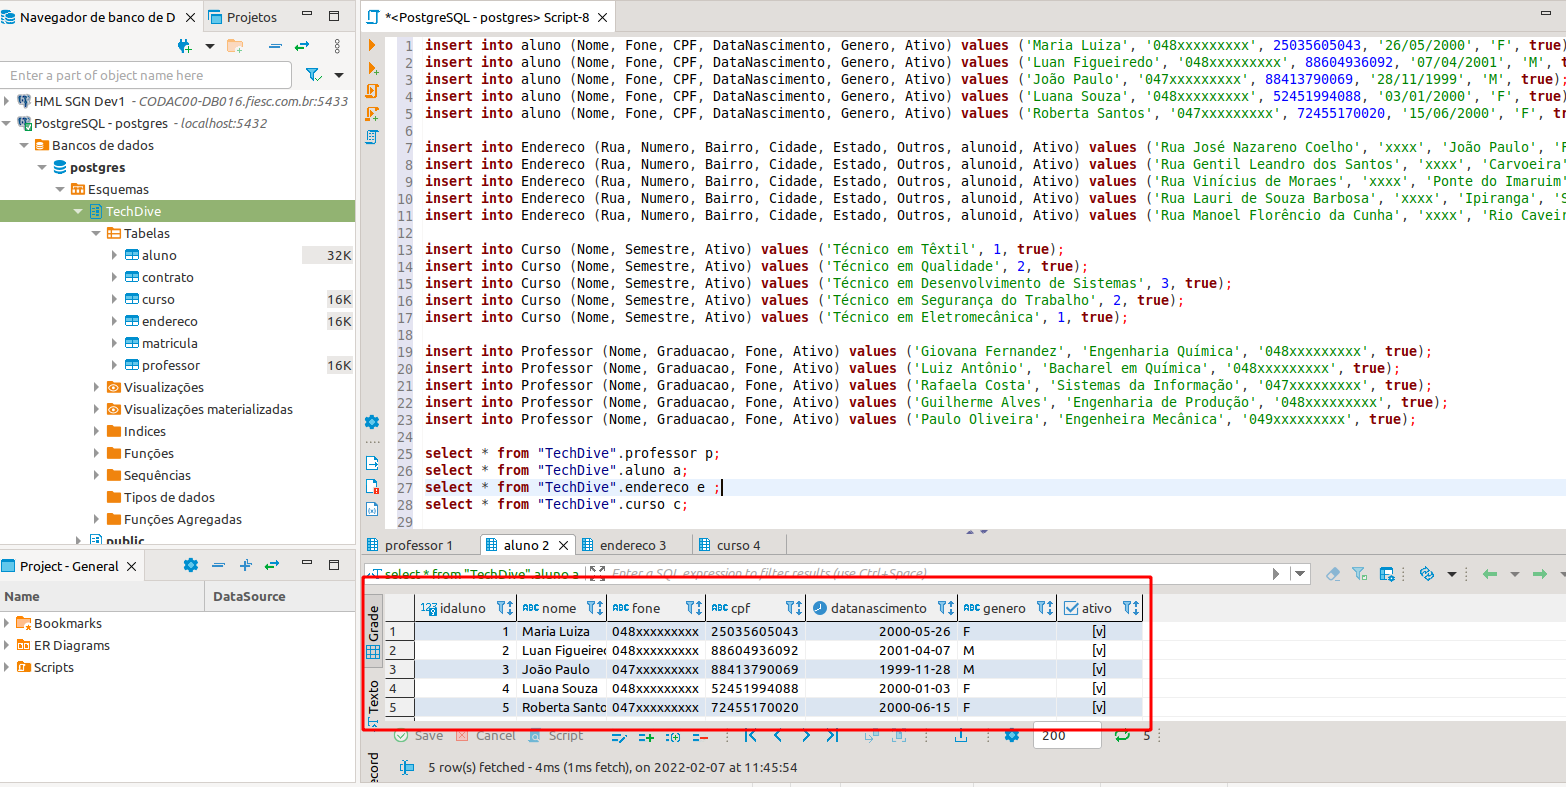 Navegador de banco de D
Projetos
*<PostgreSQL - postgres> Script-8
Enter a part of object name here
HML SGN Dev1 - CODAC00-DB016.fiesc.com.br:5433
PostgreSQL - postgres - localhost:5432
Bancos de dados
postgres
Esquemas
TechDive
Tabelas
aluno 32K
contrato
curso 16K
endereco 16K
matricula
professor 16K
Visualizações
Visualizações materializadas
Indices
Funções
Sequências
Tipos de dados
Funções Agregadas
public
Project - General
Name DataSource
Bookmarks
ER Diagrams
Scripts
1 insert into aluno (Nome, Fone, CPF, DataNascimento, Genero, Ativo) values ('Maria Luiza', '048xxxxxxxxx', 25035605043, '26/05/2000', 'F', true)
2 insert into aluno (Nome, Fone, CPF, DataNascimento, Genero, Ativo) values ('Luan Figueiredo', '048xxxxxxxxx', 88604936092, '07/04/2001', 'M', t
3 insert into aluno (Nome, Fone, CPF, DataNascimento, Genero, Ativo) values ('João Paulo', '047xxxxxxxxx', 88413790069, '28/11/1999', 'M', true);
4 insert into aluno (Nome, Fone, CPF, DataNascimento, Genero, Ativo) values ('Luana Souza', '048xxxxxxxxx', 52451994088, '03/01/2000', 'F', true)
5 insert into aluno (Nome, Fone, CPF, DataNascimento, Genero, Ativo) values ('Roberta Santos', '047xxxxxxxxx', 72455170020, '15/06/2000', 'F', tr
6
7 insert into Endereco (Rua, Numero, Bairro, Cidade, Estado, Outros, alunoid, Ativo) values ('Rua José Nazareno Coelho', 'xxxx', 'João Paulo', 'F
8 insert into Endereco (Rua, Numero, Bairro, Cidade, Estado, Outros, alunoid, Ativo) values ('Rua Gentil Leandro dos Santos', 'xxxx', 'Carvoeira'
9 insert into Endereco (Rua, Numero, Bairro, Cidade, Estado, Outros, alunoid, Ativo) values ('Rua Vinícius de Moraes', 'xxxx', 'Ponte do Imaruim'
10 insert into Endereco (Rua, Numero, Bairro, Cidade, Estado, Outros, alunoid, Ativo) values ('Rua Lauri de Souza Barbosa', 'xxxx', 'Ipiranga', 'S
11 insert into Endereco (Rua, Numero, Bairro, Cidade, Estado, Outros, alunoid, Ativo) values ('Rua Manoel Florêncio da Cunha', 'xxxx', 'Rio Caveir
12
13 insert into Curso (Nome, Semestre, Ativo) values ('Técnico em Têxtil', 1, true);
14 insert into Curso (Nome, Semestre, Ativo) values ('Técnico em Qualidade', 2, true);
15 insert into Curso (Nome, Semestre, Ativo) values ('Técnico em Desenvolvimento de Sistemas', 3, true);
16 insert into Curso (Nome, Semestre, Ativo) values ('Técnico em Segurança do Trabalho', 2, true);
17 insert into Curso (Nome, Semestre, Ativo) values ('Técnico em Eletromecânica', 1, true);
18
19 insert into Professor (Nome, Graduacao, Fone, Ativo) values ('Giovana Fernandez', 'Engenharia Química', '048xxxxxxxxx', true);
20 insert into Professor (Nome, Graduacao, Fone, Ativo) values ('Luiz Antônio', 'Bacharel em Química', '048xxxxxxxxx', true);
21 insert into Professor (Nome, Graduacao, Fone, Ativo) values ('Rafaela Costa', 'Sistemas da Informação', '047xxxxxxxxx', true);
22 insert into Professor (Nome, Graduacao, Fone, Ativo) values ('Guilherme Alves', 'Engenharia de Produção', '048xxxxxxxxx', true);
23 insert into Professor (Nome, Graduacao, Fone, Ativo) values ('Paulo Oliveira', 'Engenheira Mecânica', '049xxxxxxxxx', true);
24
25 select * from "TechDive".professor p;
26 select * from "TechDive".aluno a;
27 select * from "TechDive".endereco e ;
28 select * from "TechDive".curso c;
29
professor 1 aluno 2 endereco 3 curso 4
select * from "TechDive".aluno a Enter a SQL expression to filter results (use Ctrl+Space)
Grade
Texto
idaluno nome fone cpf datanascimento genero ativo
1 1 Maria Luiza 048xxxxxxxxx 25035605043 2000-05-26 F [v]
2 2 Luan Figueired 048xxxxxxxxx 88604936092 2001-04-07 M [v]
3 3 João Paulo 047xxxxxxxxx 88413790069 1999-11-28 M [v]
4 4 Luana Souza 048xxxxxxxxx 52451994088 2000-01-03 F [v]
5 5 Roberta Santo 047xxxxxxxxx 72455170020 2000-06-15 F [v]
Save Cancel Script 200 5
ecord
5 row(s) fetched - 4ms (1ms fetch), on 2022-02-07 at 11:45:54